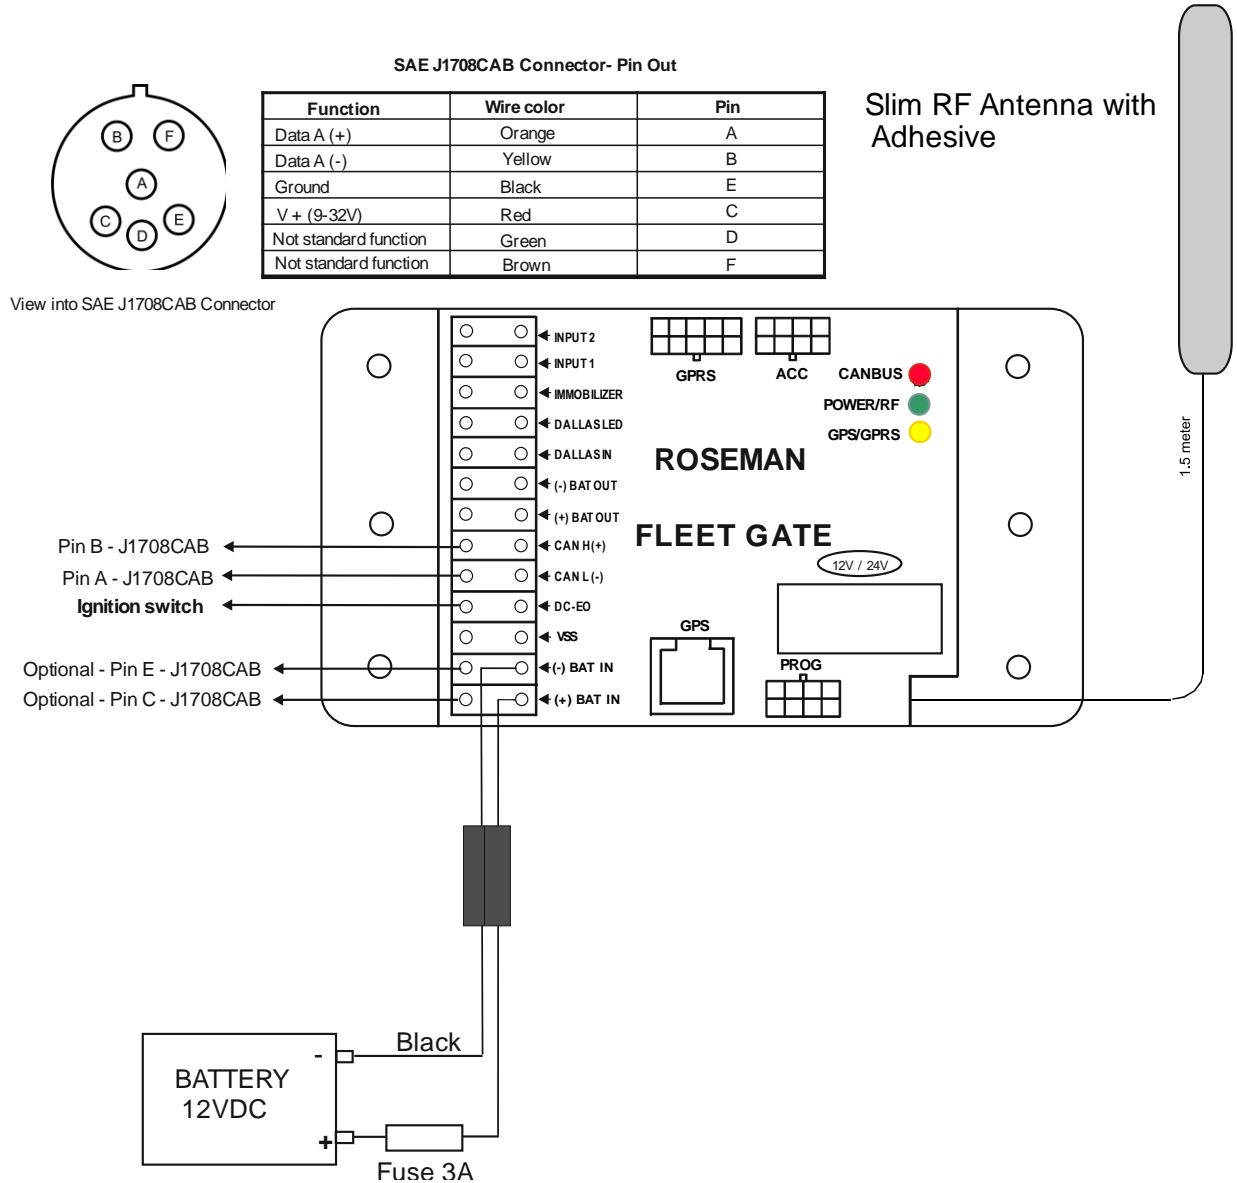 SAE J1708CAB Connector- Pin Out
Function Wire color Pin
Data A (+) Orange A
Data A (-) Yellow B
Ground Black E
V + (9-32V) Red C
Not standard function Green D
Not standard function Brown F
B F
A
C D E
View into SAE J1708CAB Connector
Slim RF Antenna with
Adhesive
1.5 meter
INPUT 2
INPUT 1
IMMOBILIZER
DALLAS LED
DALLAS IN
(-) BAT OUT
(+) BAT OUT
CAN H(+)
CAN L (-)
DC-EO
VSS
(-) BAT IN
(+) BAT IN
GPRS
ACC
CANBUS
POWER/RF
GPS/GPRS
ROSEMAN
FLEET GATE
12V / 24V
GPS
PROG
Pin B - J1708CAB
Pin A - J1708CAB
Ignition switch
Optional - Pin E - J1708CAB
Optional - Pin C - J1708CAB
Black
-
BATTERY
12VDC
+
Fuse 3A